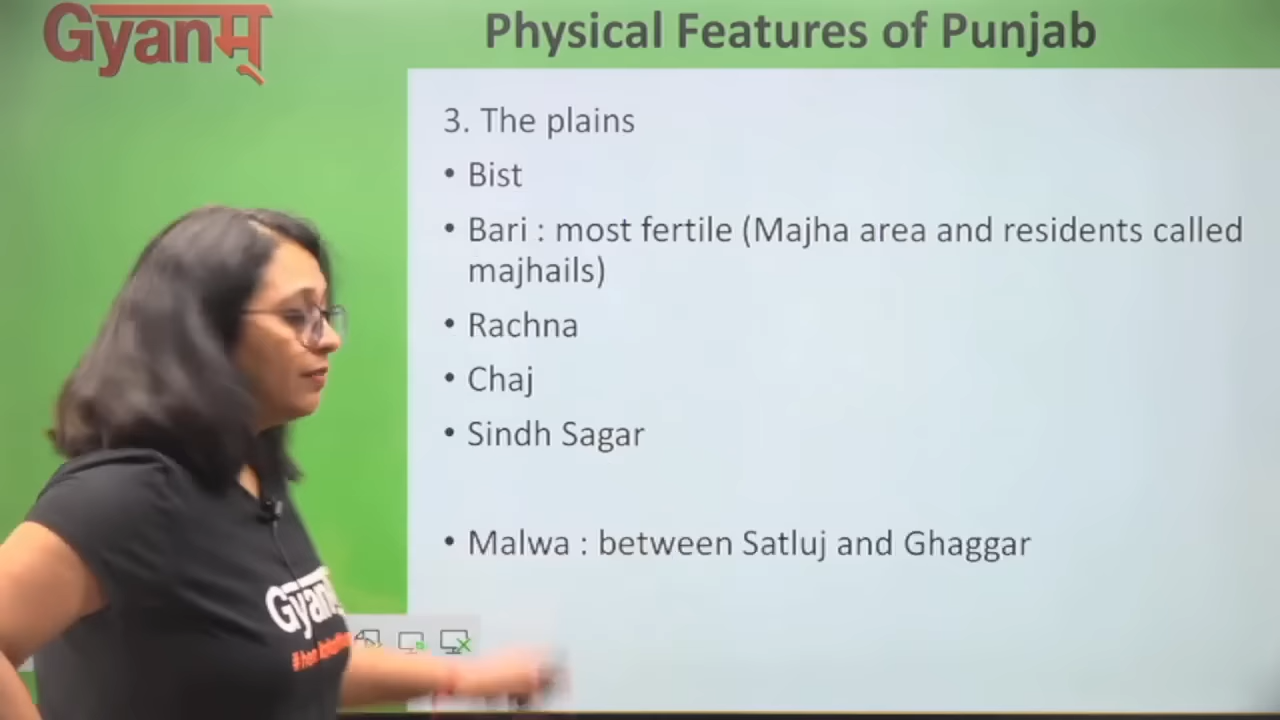 Gyanम्
Physical Features of Punjab
3. The plains
• Bist
• Bari : most fertile (Majha area and residents called
majhails)
• Rachna
• Chaj
• Sindh Sagar
• Malwa : between Satluj and Ghaggar
Gyanम्